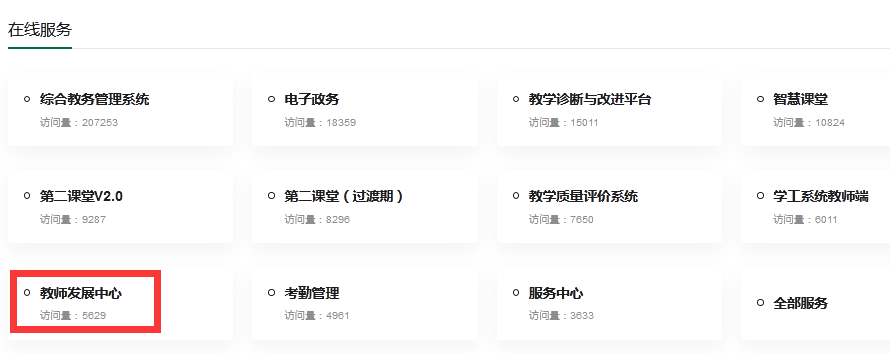 在线服务
综合教务管理系统
访问量：207253
电子政务
访问量：18359
教学诊断与改进平台
访问量：15011
智慧课堂
访问量：10824
第二课堂V2.0
访问量：9287
第二课堂（过渡期）
访问量：8296
教学质量评价系统
访问量：7650
学工系统教师端
访问量：6011
教师发展中心
访问量：5629
考勤管理
访问量：4961
服务中心
访问量：3633
全部服务